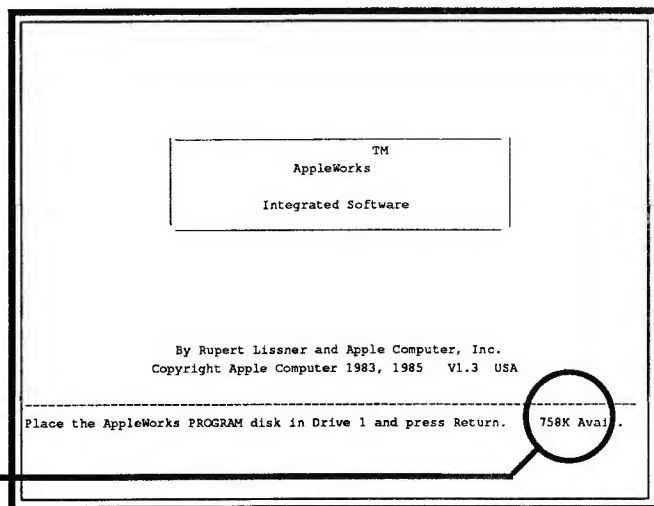 TM
AppleWorks
Integrated Software
By Rupert Lissner and Apple Computer, Inc.
Copyright Apple Computer 1983, 1985 V1.3 USA
Place the AppleWorks PROGRAM disk in Drive 1 and press Return. 758K Avail.